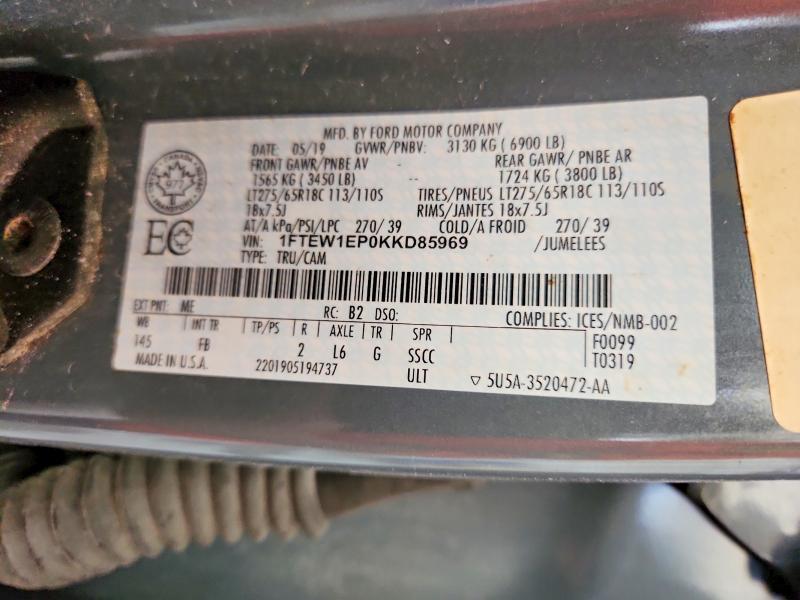 MFD. BY FORD MOTOR COMPANY
DATE: 05/19 GVWR/PNBV: 3130 KG ( 6900 LB)
FRONT GAWR/PNBE AV REAR GAWR/ PNBE AR
1565 KG ( 3450 LB) -- 1724 KG ( 3800 LB)
LT275/65R18C 113/110S TIRES/PNEUS LT275/65R18C 113/110S
18x7.5J RIMS/JANTES 18x7.5J
AT/A kPa/PSI/LPC 270/ 39 COLD/A FROID 270/ 39
VIN: 1FTEW1EP0KKD85969 /JUMELEES
TYPE: TRU/CAM
CANADA
TRANSPORT
EC
EXT PNT: ME RC: B2 DSO: COMPLIES: ICES/NMB-002
WB INT TR TP/PS R AXLE TR SPR F0099
145 FB 2 L6 G SSCC T0319
MADE IN U.S.A. 2201905194737 ULT ▽ 5U5A-3520472-AA